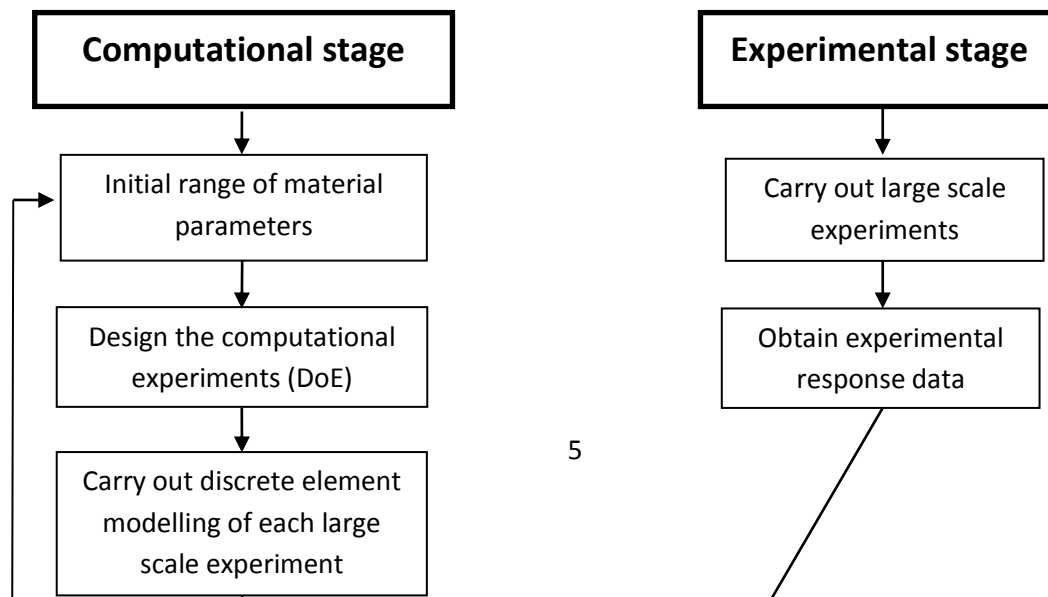 Computational stage
Initial range of material
parameters
Design the computational
experiments (DoE)
Carry out discrete element
modelling of each large
scale experiment
Experimental stage
Carry out large scale
experiments
Obtain experimental
response data
5